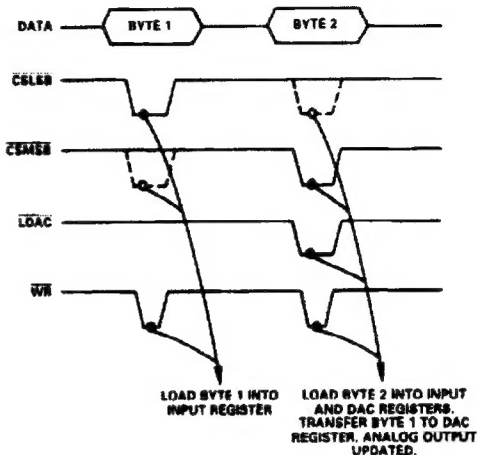 DATA
BYTE 1
BYTE 2
CSLSB
CSMSB
LDAC
WR
LOAD BYTE 1 INTO
INPUT REGISTER
LOAD BYTE 2 INTO INPUT
AND DAC REGISTERS.
TRANSFER BYTE 1 TO DAC
REGISTER. ANALOG OUTPUT
UPDATED.